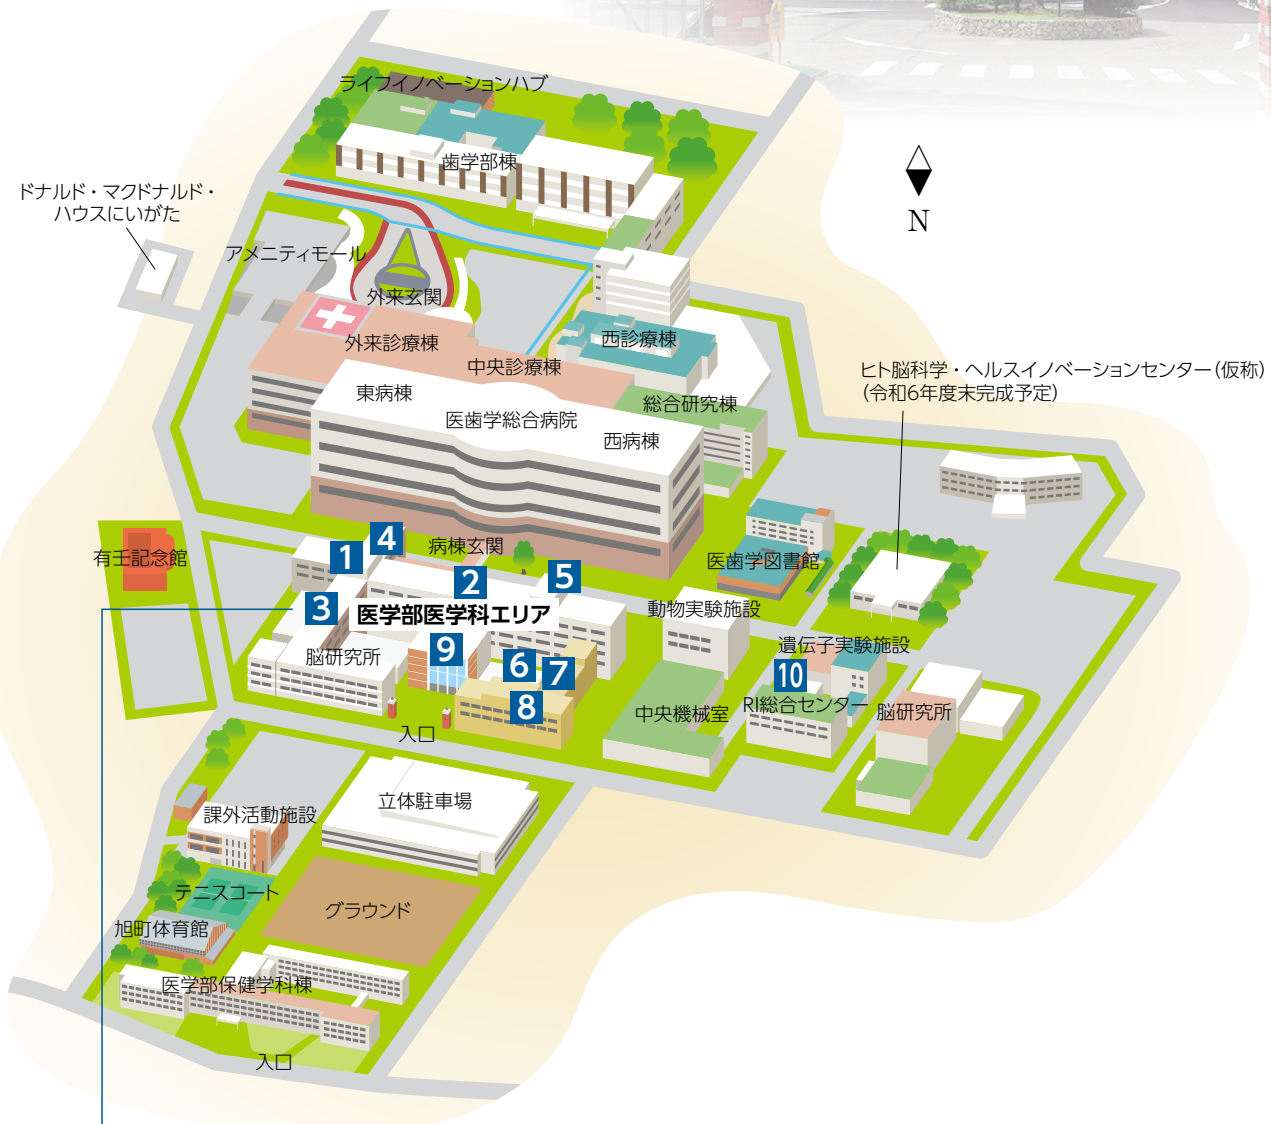 ライフイノベーションハブ
歯学部棟
ドナルド・マクドナルド・
ハウスにいがた
N
アメニティモール
外来玄関
外来診療棟
西診療棟
中央診療棟
ヒト脳科学・ヘルスイノベーションセンター(仮称)
(令和6年度末完成予定)
東病棟
総合研究棟
医歯学総合病院
西病棟
有壬記念館
1
4
病棟玄関
2
5
医歯学図書館
3
医学部医学科エリア
動物実験施設
脳研究所
9
6
7
8
遺伝子実験施設
10
RI総合センター
脳研究所
中央機械室
入口
課外活動施設
立体駐車場
テニスコート
グラウンド
旭町体育館
医学部保健学科棟
入口